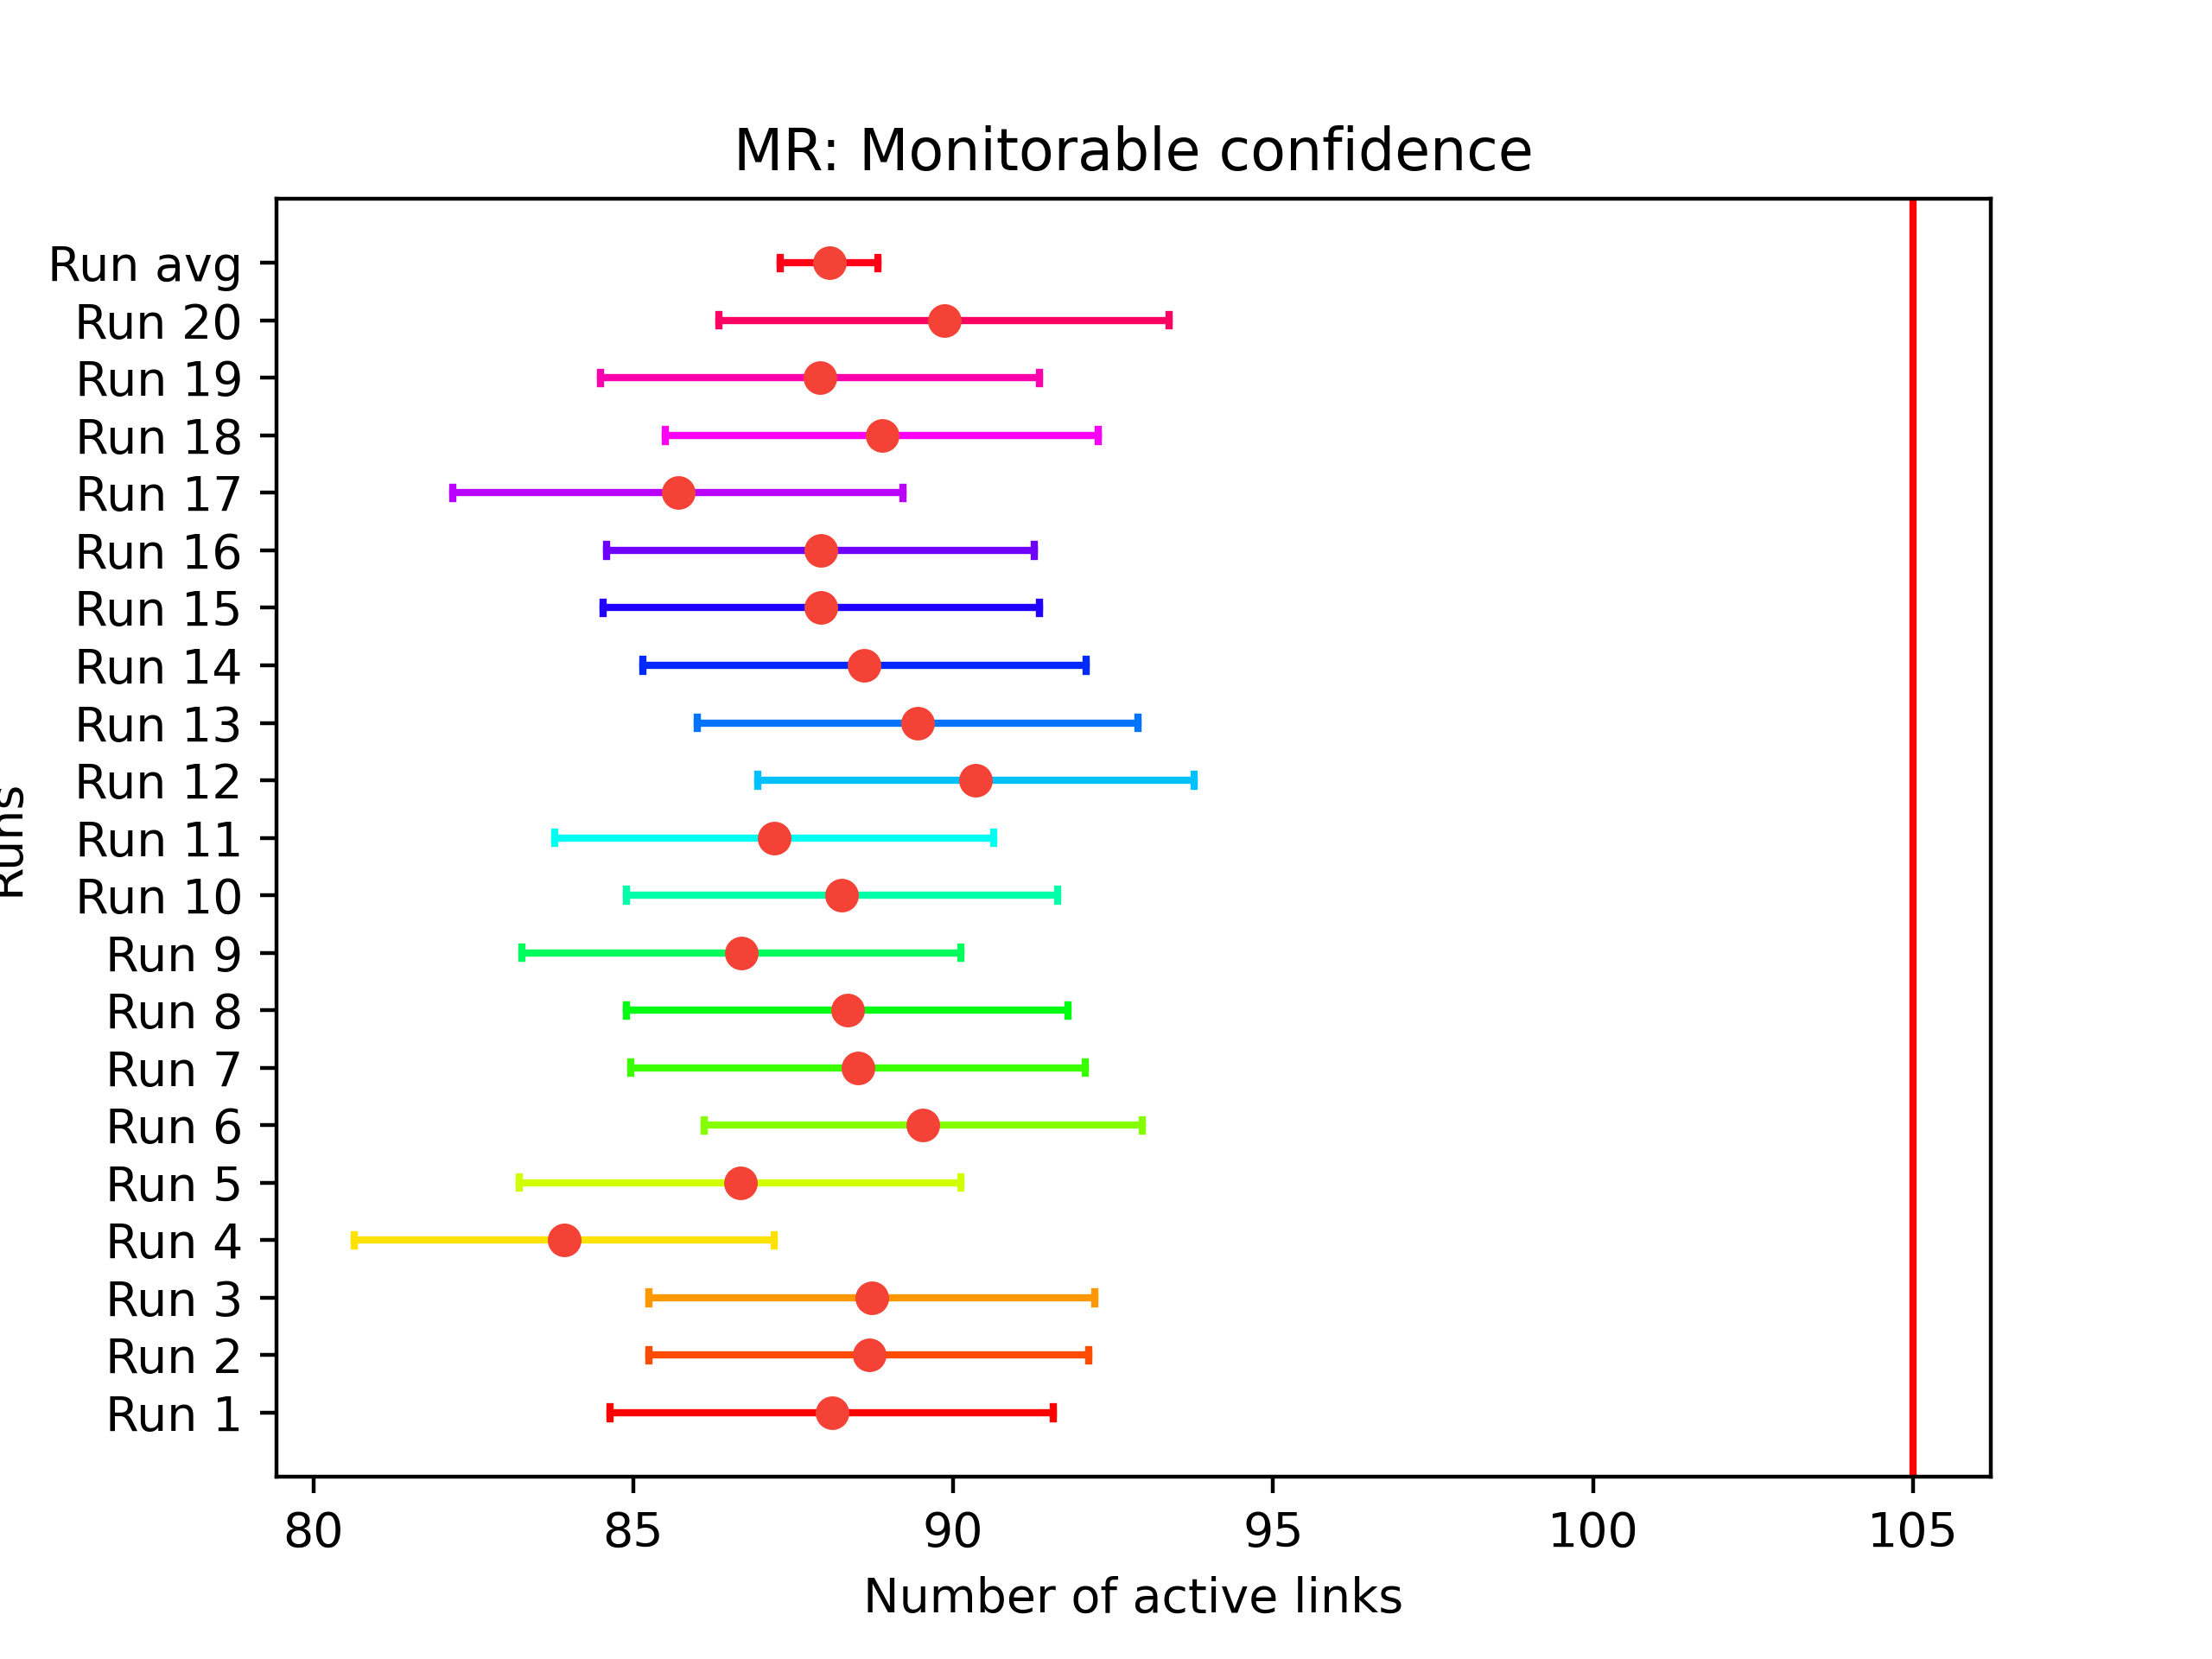 MR: Monitorable confidence
Run avg
Run 20
Run 19
Run 18
Run 17
Run 16
Run 15
Run 14
Run 13
Run 12
Run 11
Run 10
Run 9
Run 8
Run 7
Run 6
Run 5
Run 4
Run 3
Run 2
Run 1
Runs
80 85 90 95 100 105
Number of active links